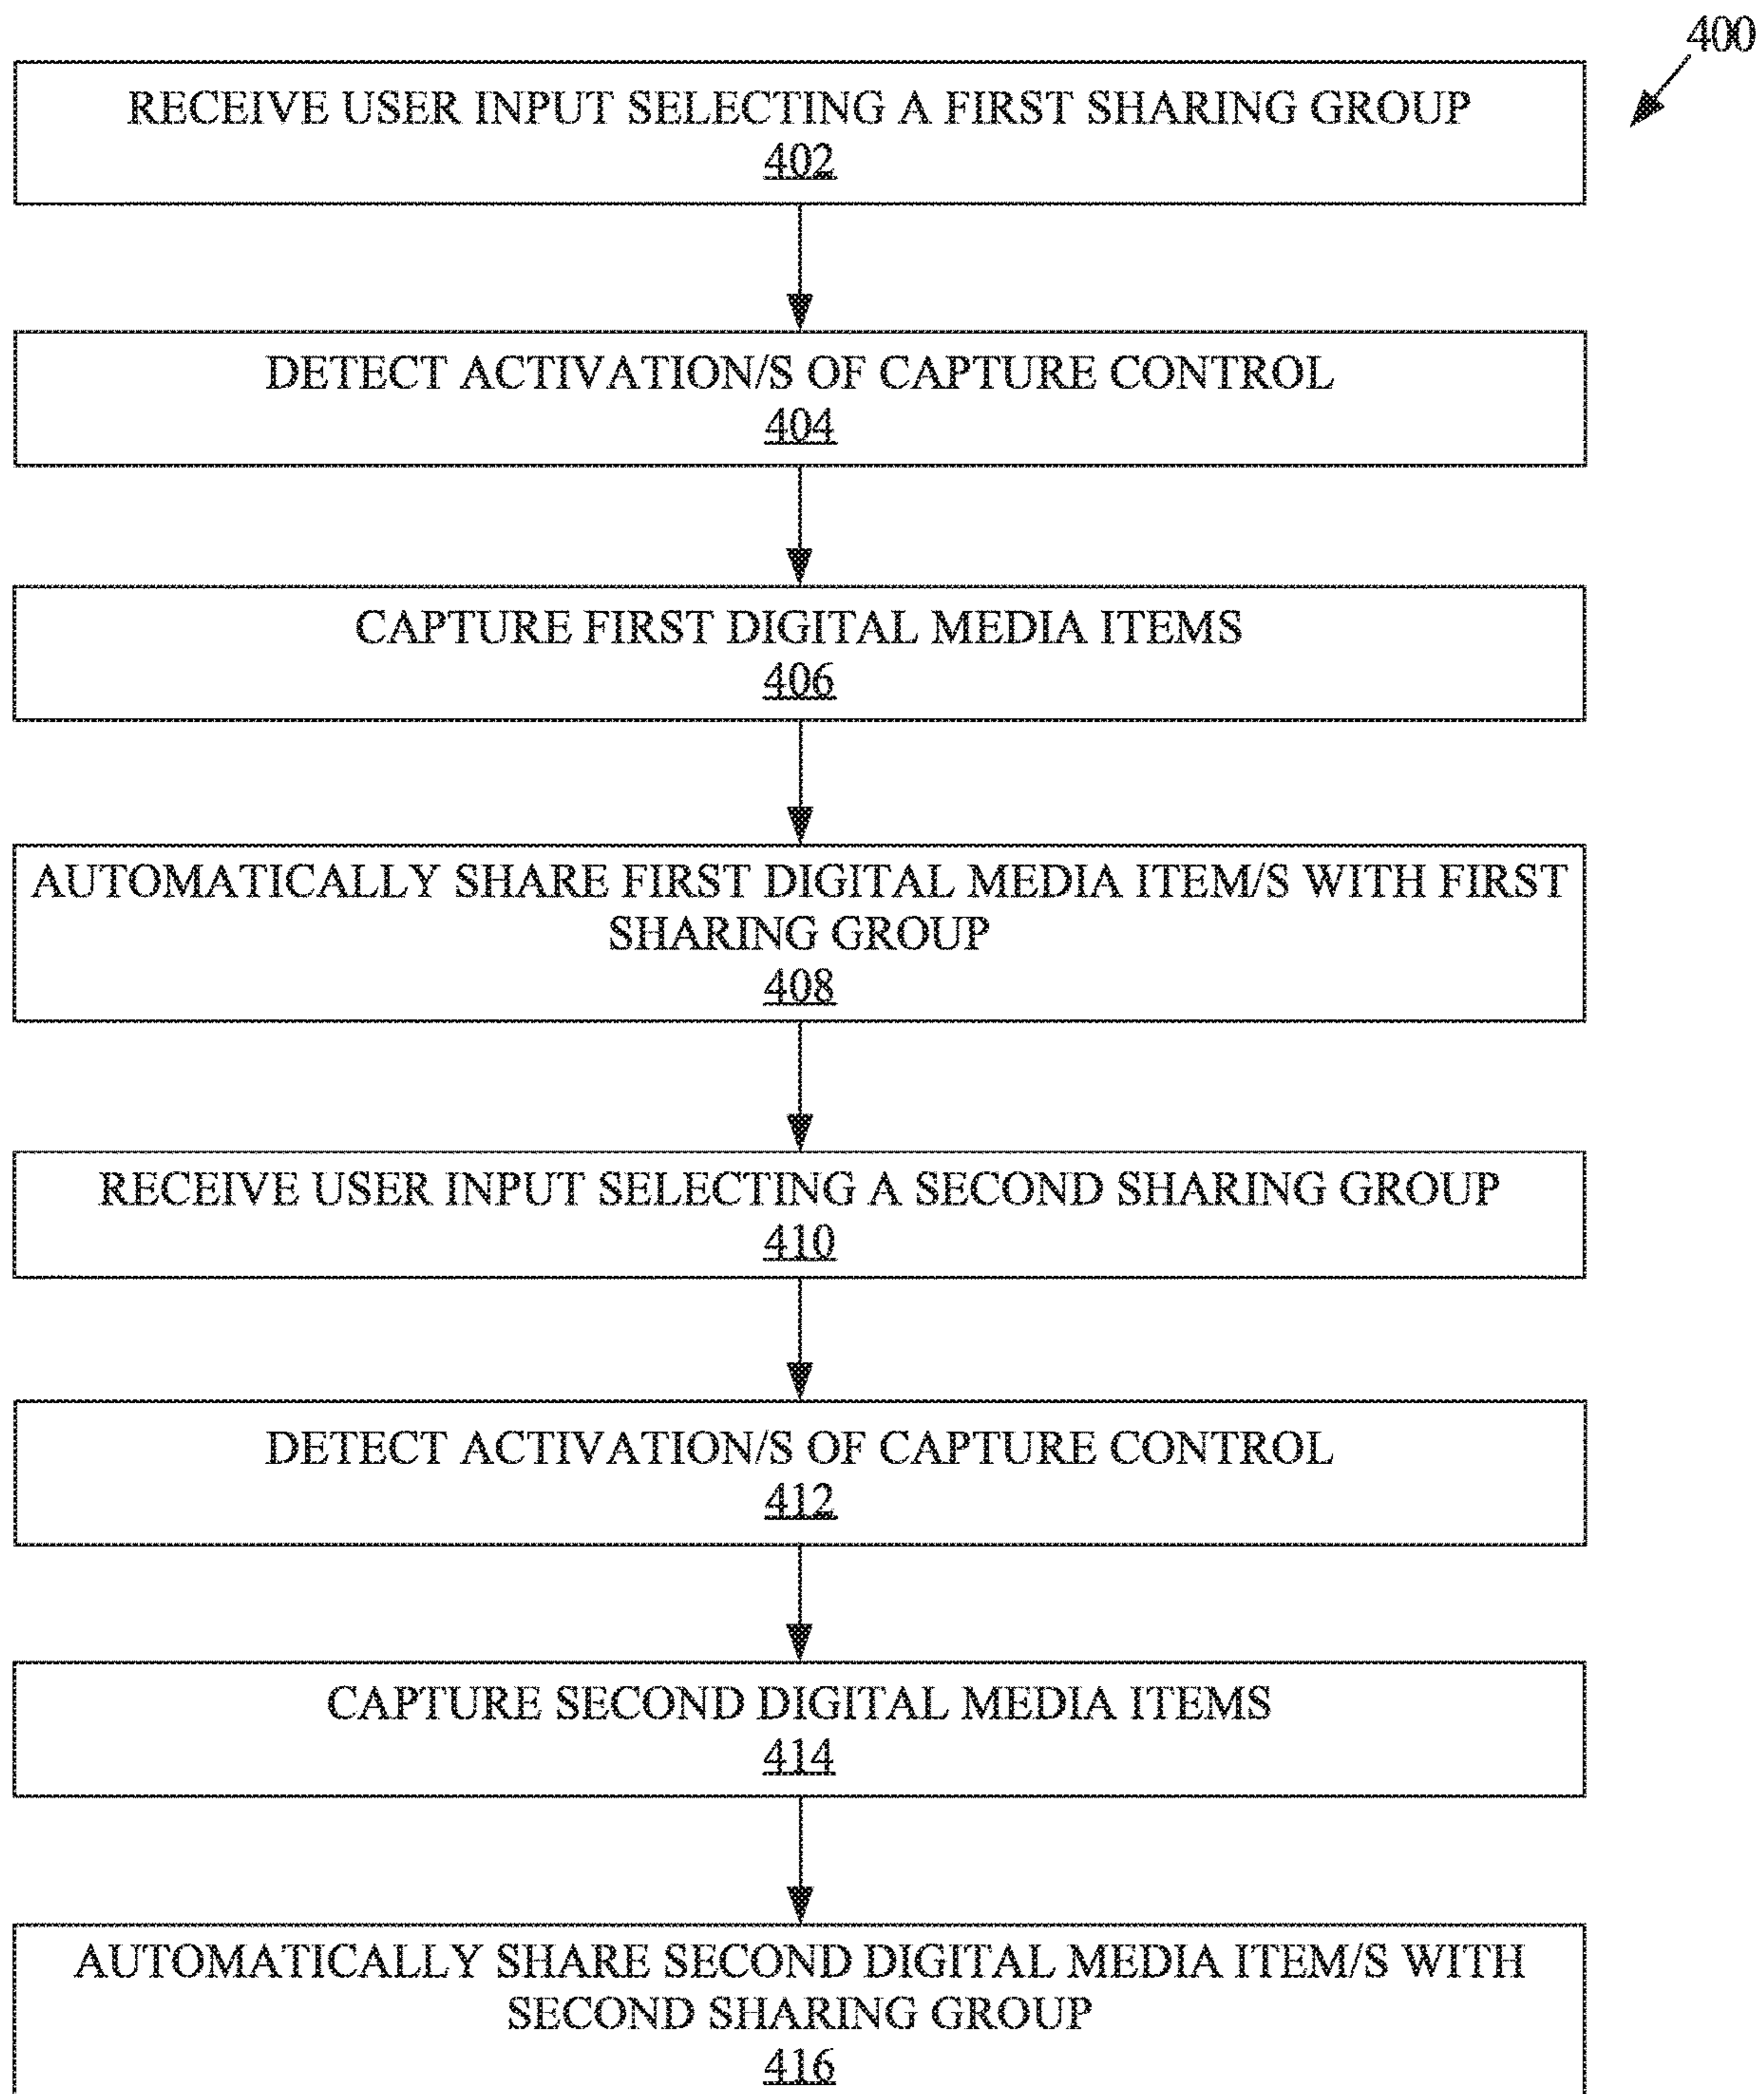 400
RECEIVE USER INPUT SELECTING A FIRST SHARING GROUP
402
DETECT ACTIVATION/S OF CAPTURE CONTROL
404
CAPTURE FIRST DIGITAL MEDIA ITEMS
406
AUTOMATICALLY SHARE FIRST DIGITAL MEDIA ITEM/S WITH FIRST
SHARING GROUP
408
RECEIVE USER INPUT SELECTING A SECOND SHARING GROUP
410
DETECT ACTIVATION/S OF CAPTURE CONTROL
412
CAPTURE SECOND DIGITAL MEDIA ITEMS
414
AUTOMATICALLY SHARE SECOND DIGITAL MEDIA ITEM/S WITH
SECOND SHARING GROUP
416